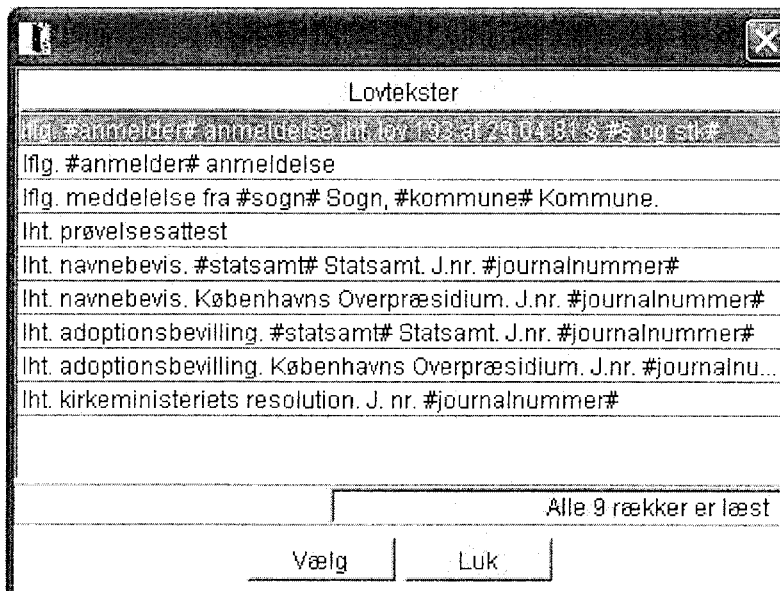 Lovtekster
Iflg. #anmelder# anmeldelse iht. lov 193 af 29.04.81 § #§ og stk#
Iflg. #anmelder# anmeldelse
Iflg. meddelelse fra #sogn# Sogn, #kommune# Kommune.
Iht. prøvelsesattest
Iht. navnebevis. #statsamt# Statsamt. J.nr. #journalnummer#
Iht. navnebevis. Københavns Overpræsidium. J.nr. #journalnummer#
Iht. adoptionsbevilling. #statsamt# Statsamt. J.nr. #journalnummer#
Iht. adoptionsbevilling. Københavns Overpræsidium. J.nr. #journalnu...
Iht. kirkeministeriets resolution. J. nr. #journalnummer#
Alle 9 rækker er læst
Vælg Luk